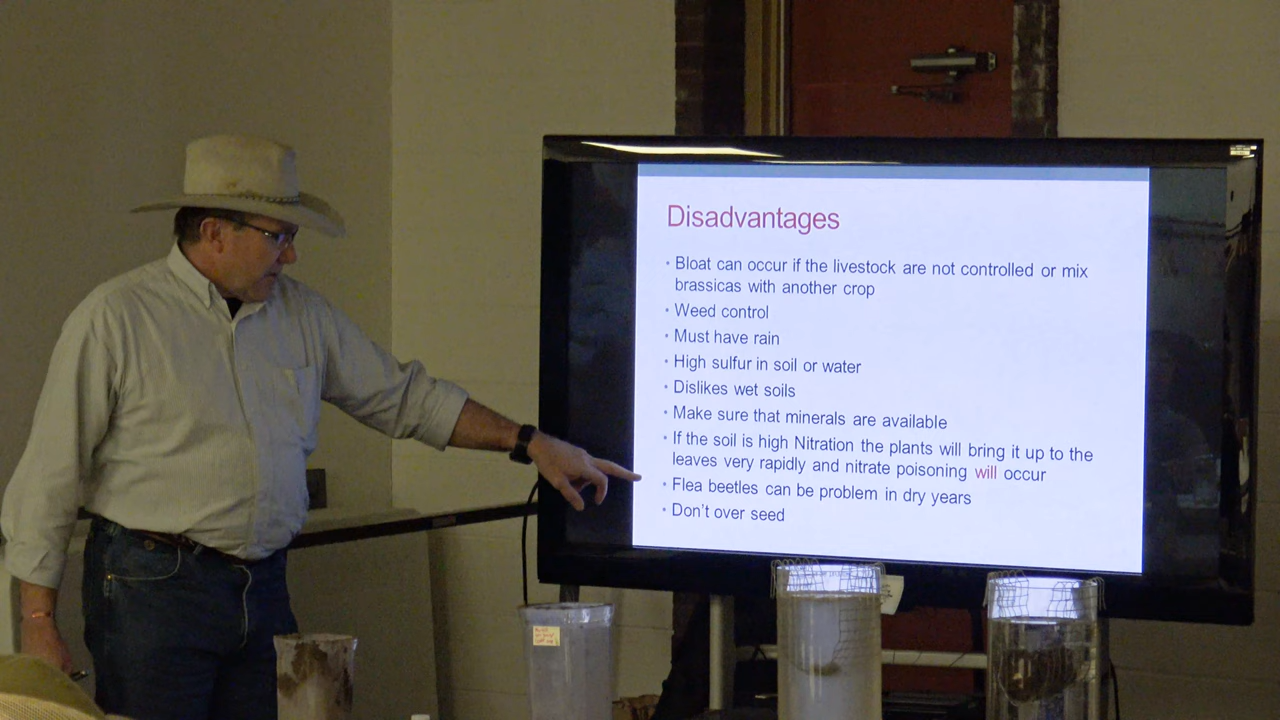 Disadvantages
• Bloat can occur if the livestock are not controlled or mix
brassicas with another crop
• Weed control
• Must have rain
• High sulfur in soil or water
• Dislikes wet soils
• Make sure that minerals are available
• If the soil is high Nitration the plants will bring it up to the
leaves very rapidly and nitrate poisoning will occur
• Flea beetles can be problem in dry years
• Don't over seed